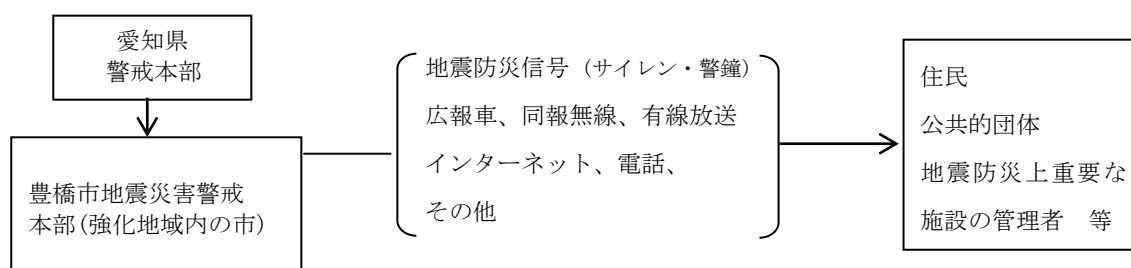 愛知県
警戒本部
豊橋市地震災害警戒
本部(強化地域内の市)
地震防災信号（サイレン・警鐘）
広報車、同報無線、有線放送
インターネット、電話、
その他
住民
公共的団体
地震防災上重要な
施設の管理者　等